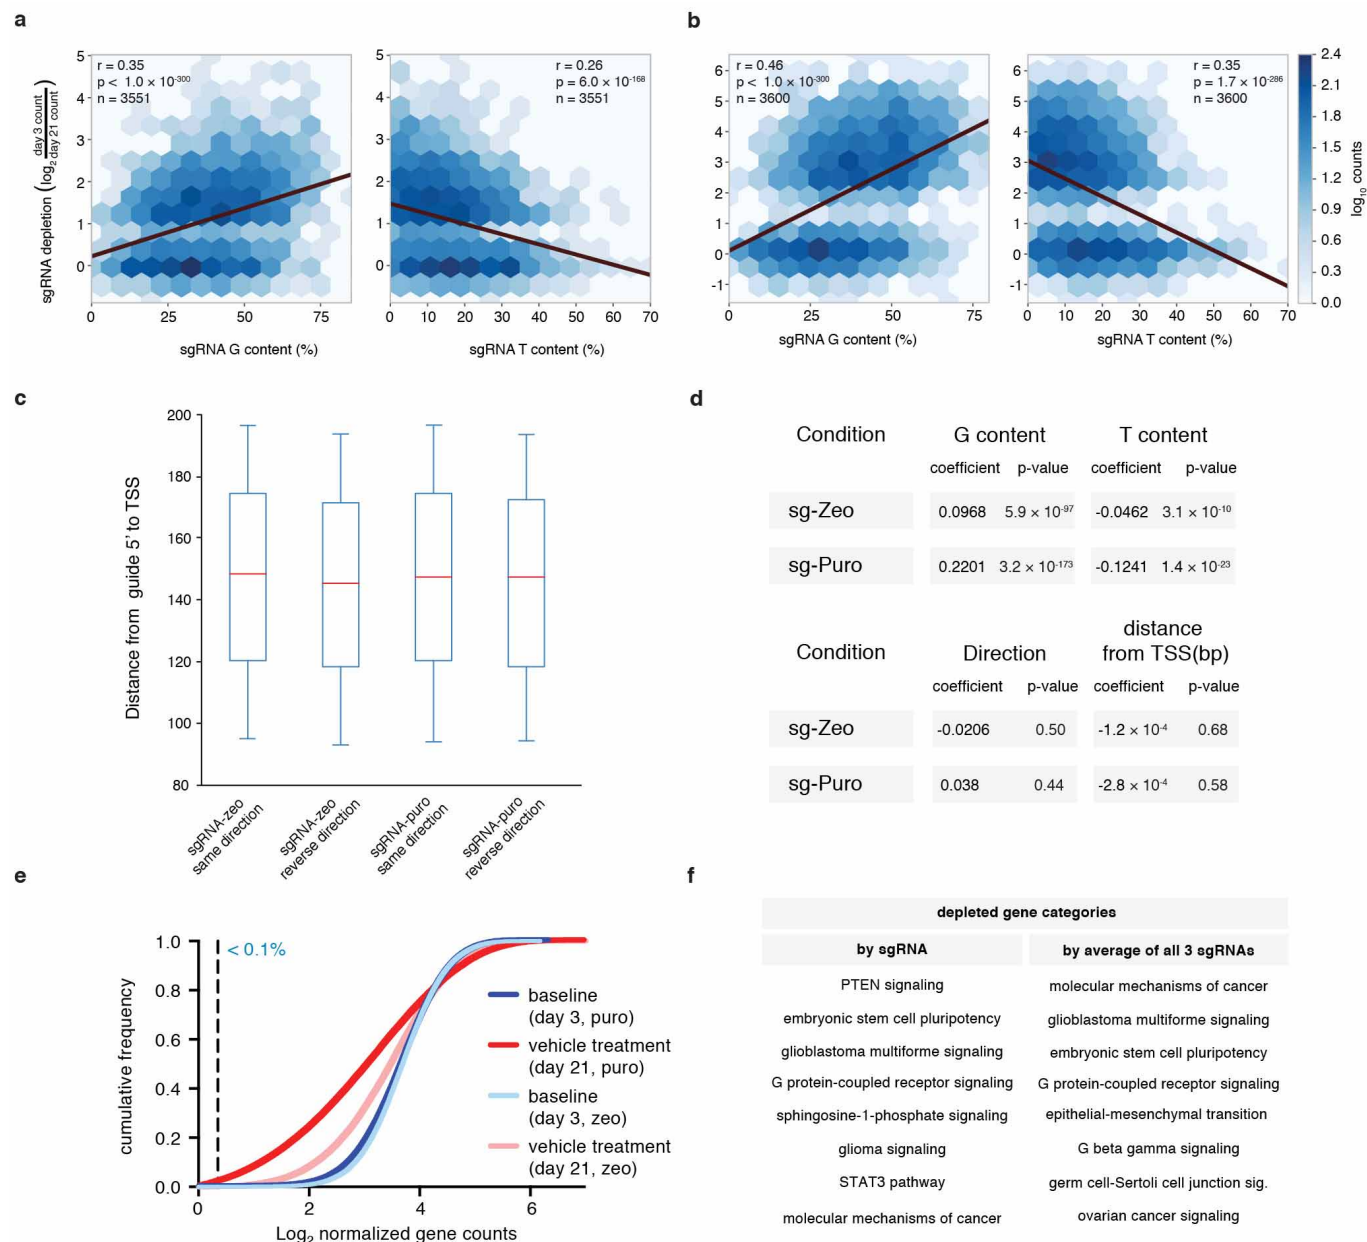 a
r = 0.35
p < 1.0 × 10-300
n = 3551
r = 0.26
p = 6.0 × 10-168
n = 3551
sgRNA depletion (log2 day 3 count / day 21 count)
5
4
3
2
1
0
5
4
3
2
1
0
0 25 50 75
0 10 20 30 40 50 60 70
sgRNA G content (%)
sgRNA T content (%)
b
r = 0.46
p < 1.0 × 10-300
n = 3600
r = 0.35
p = 1.7 × 10-286
n = 3600
6
5
4
3
2
1
0
-1
6
5
4
3
2
1
0
-1
0 25 50 75
0 10 20 30 40 50 60 70
sgRNA G content (%)
sgRNA T content (%)
2.4
2.1
1.8
1.5
1.2
0.9
0.6
0.3
0.0
log10 counts
c
Distance from guide 5' to TSS
200
180
160
140
120
100
80
sgRNA-zeo
same direction
sgRNA-zeo
reverse direction
sgRNA-puro
same direction
sgRNA-puro
reverse direction
d
Condition G content T content
coefficient p-value coefficient p-value
sg-Zeo 0.0968 5.9 × 10-97 -0.0462 3.1 × 10-10
sg-Puro 0.2201 3.2 × 10-173 -0.1241 1.4 × 10-23
Condition Direction distance
from TSS(bp)
coefficient p-value coefficient p-value
sg-Zeo -0.0206 0.50 -1.2 × 10-4 0.68
sg-Puro 0.038 0.44 -2.8 × 10-4 0.58
e
cumulative frequency
1.0
0.8
0.6
0.4
0.2
0.0
< 0.1%
baseline
(day 3, puro)
vehicle treatment
(day 21, puro)
baseline
(day 3, zeo)
vehicle treatment
(day 21, zeo)
0 2 4 6
Log2 normalized gene counts
f
depleted gene categories
by sgRNA by average of all 3 sgRNAs
PTEN signaling molecular mechanisms of cancer
embryonic stem cell pluripotency glioblastoma multiforme signaling
glioblastoma multiforme signaling embryonic stem cell pluripotency
G protein-coupled receptor signaling G protein-coupled receptor signaling
sphingosine-1-phosphate signaling epithelial-mesenchymal transition
glioma signaling G beta gamma signaling
STAT3 pathway germ cell-Sertoli cell junction sig.
molecular mechanisms of cancer ovarian cancer signaling